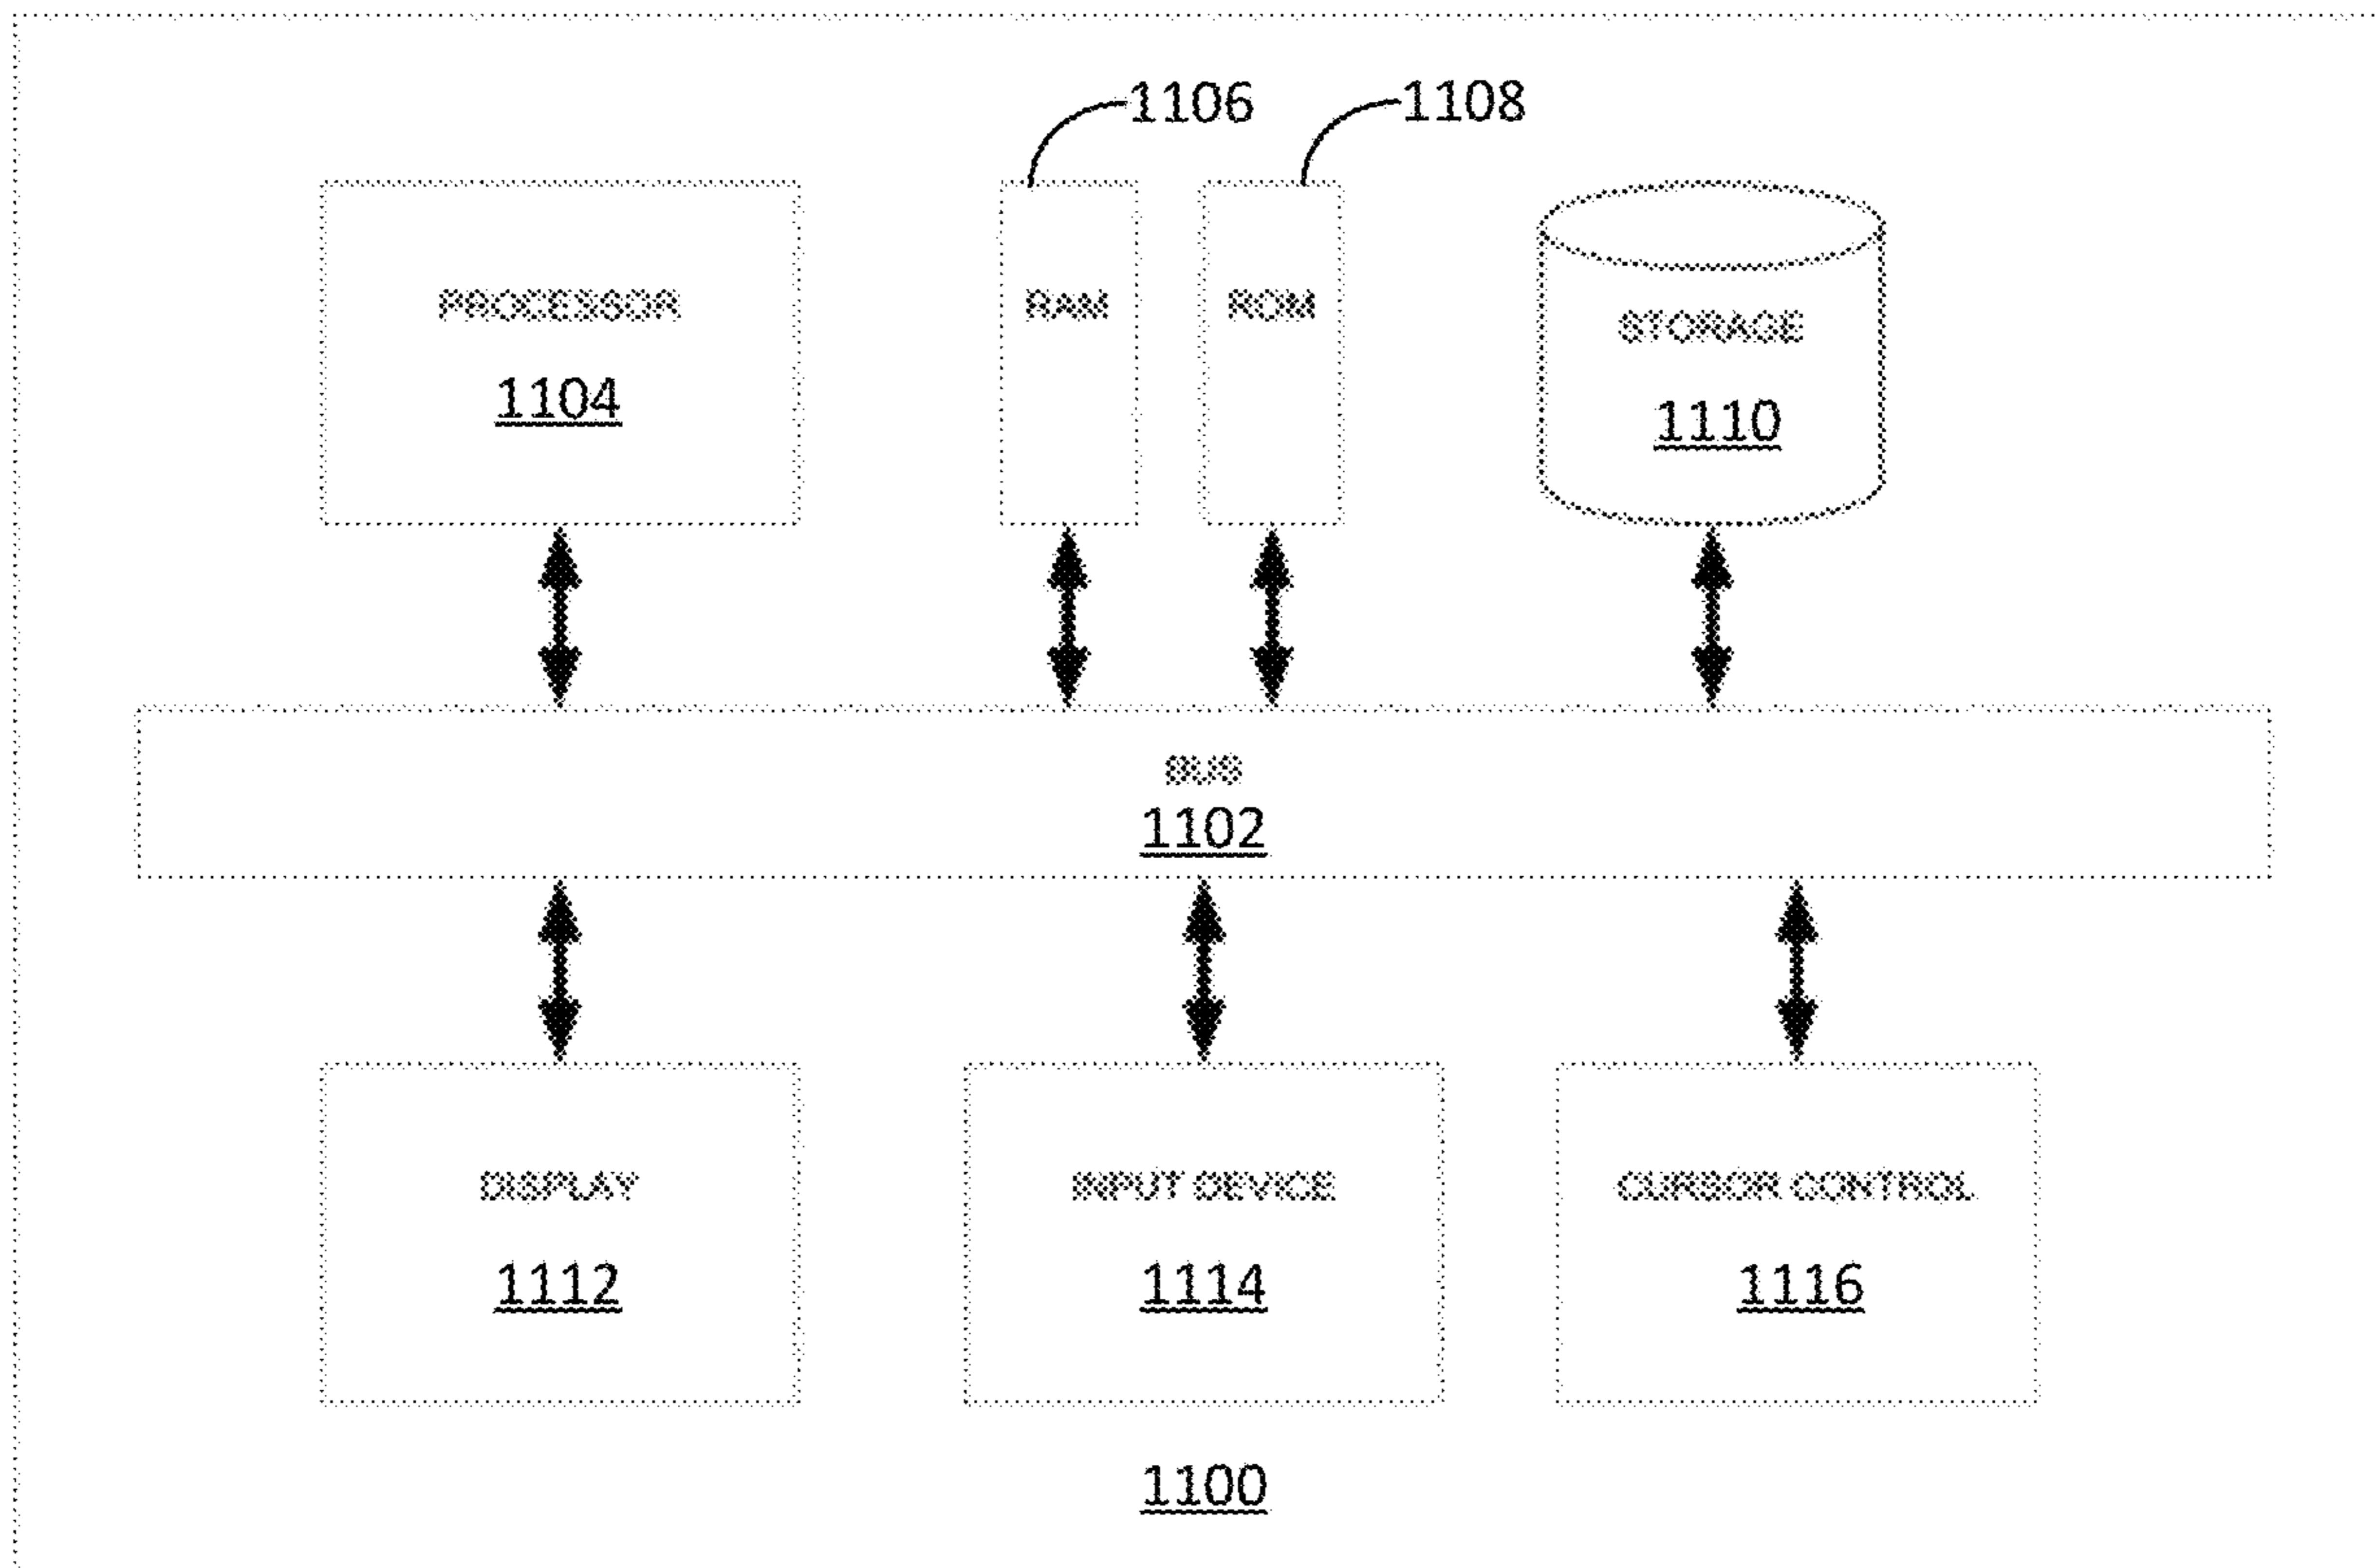 1106
1108
PROCESSOR
1104
RAM
ROM
STORAGE
1110
BUS
1102
DISPLAY
1112
INPUT DEVICE
1114
CURSOR CONTROL
1116
1100